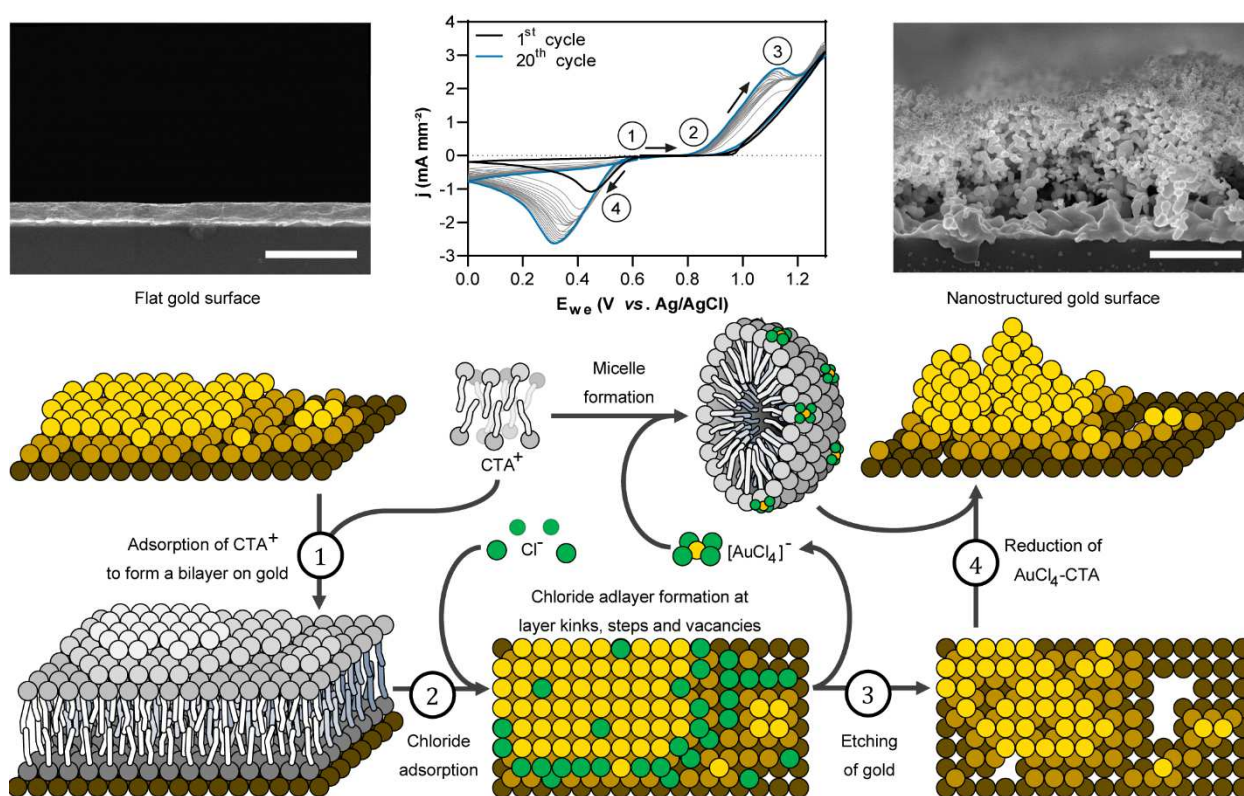 4
3
2
1
0
-1
-2
-3
j (mA mm⁻²)
1ˢᵗ cycle
20ᵗʰ cycle
1
2
3
4
0.0 0.2 0.4 0.6 0.8 1.0 1.2
E_we (V vs. Ag/AgCl)
Flat gold surface
Nanostructured gold surface
Micelle
formation
CTA⁺
1
Adsorption of CTA⁺
to form a bilayer on gold
Cl⁻
[AuCl₄]⁻
4
Reduction of
AuCl₄-CTA
Chloride adlayer formation at
layer kinks, steps and vacancies
2
Chloride
adsorption
3
Etching
of gold